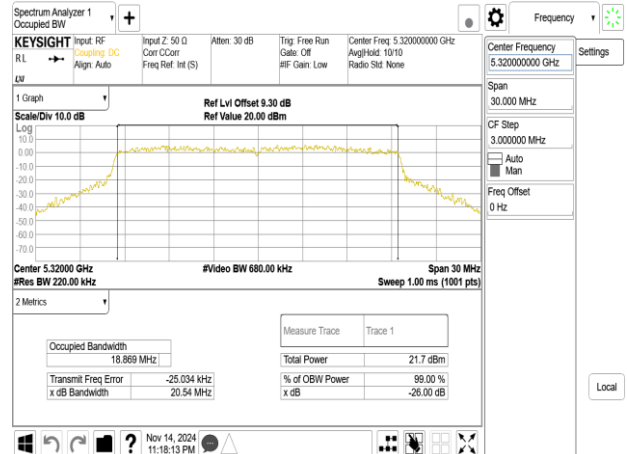 Spectrum Analyzer 1
Occupied BW
Frequency
KEYSIGHT Input: RF Input Z: 50 Ω Atten: 30 dB Trig: Free Run Center Freq: 5.320000000 GHz
RL Coupling: DC Corr CCorr Gate: Off Avg|Hold: 10/10
Align: Auto Freq Ref: Int (S) #IF Gain: Low Radio Std: None
LXI
Center Frequency
5.320000000 GHz
Settings
Span
30.000 MHz
CF Step
3.000000 MHz
Auto
Man
Freq Offset
0 Hz
Local
1 Graph
Ref Lvl Offset 9.30 dB
Scale/Div 10.0 dB Ref Value 20.00 dBm
Log
10.0
0.00
-10.0
-20.0
-30.0
-40.0
-50.0
-60.0
-70.0
Center 5.32000 GHz #Video BW 680.00 kHz Span 30 MHz
#Res BW 220.00 kHz Sweep 1.00 ms (1001 pts)
2 Metrics
Measure Trace Trace 1
Occupied Bandwidth
18.869 MHz
Total Power 21.7 dBm
Transmit Freq Error -25.034 kHz % of OBW Power 99.00 %
x dB Bandwidth 20.54 MHz x dB -26.00 dB
Nov 14, 2024
11:18:13 PM